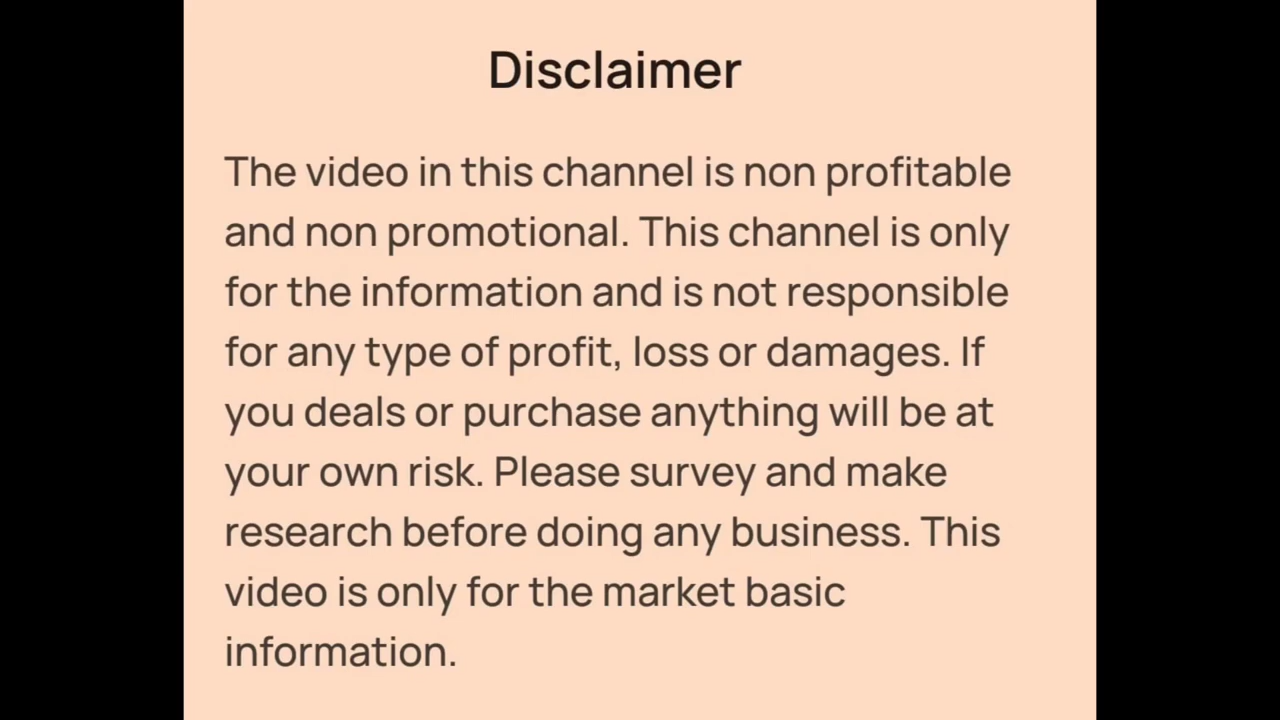 Disclaimer
The video in this channel is non profitable
and non promotional. This channel is only
for the information and is not responsible
for any type of profit, loss or damages. If
you deals or purchase anything will be at
your own risk. Please survey and make
research before doing any business. This
video is only for the market basic
information.